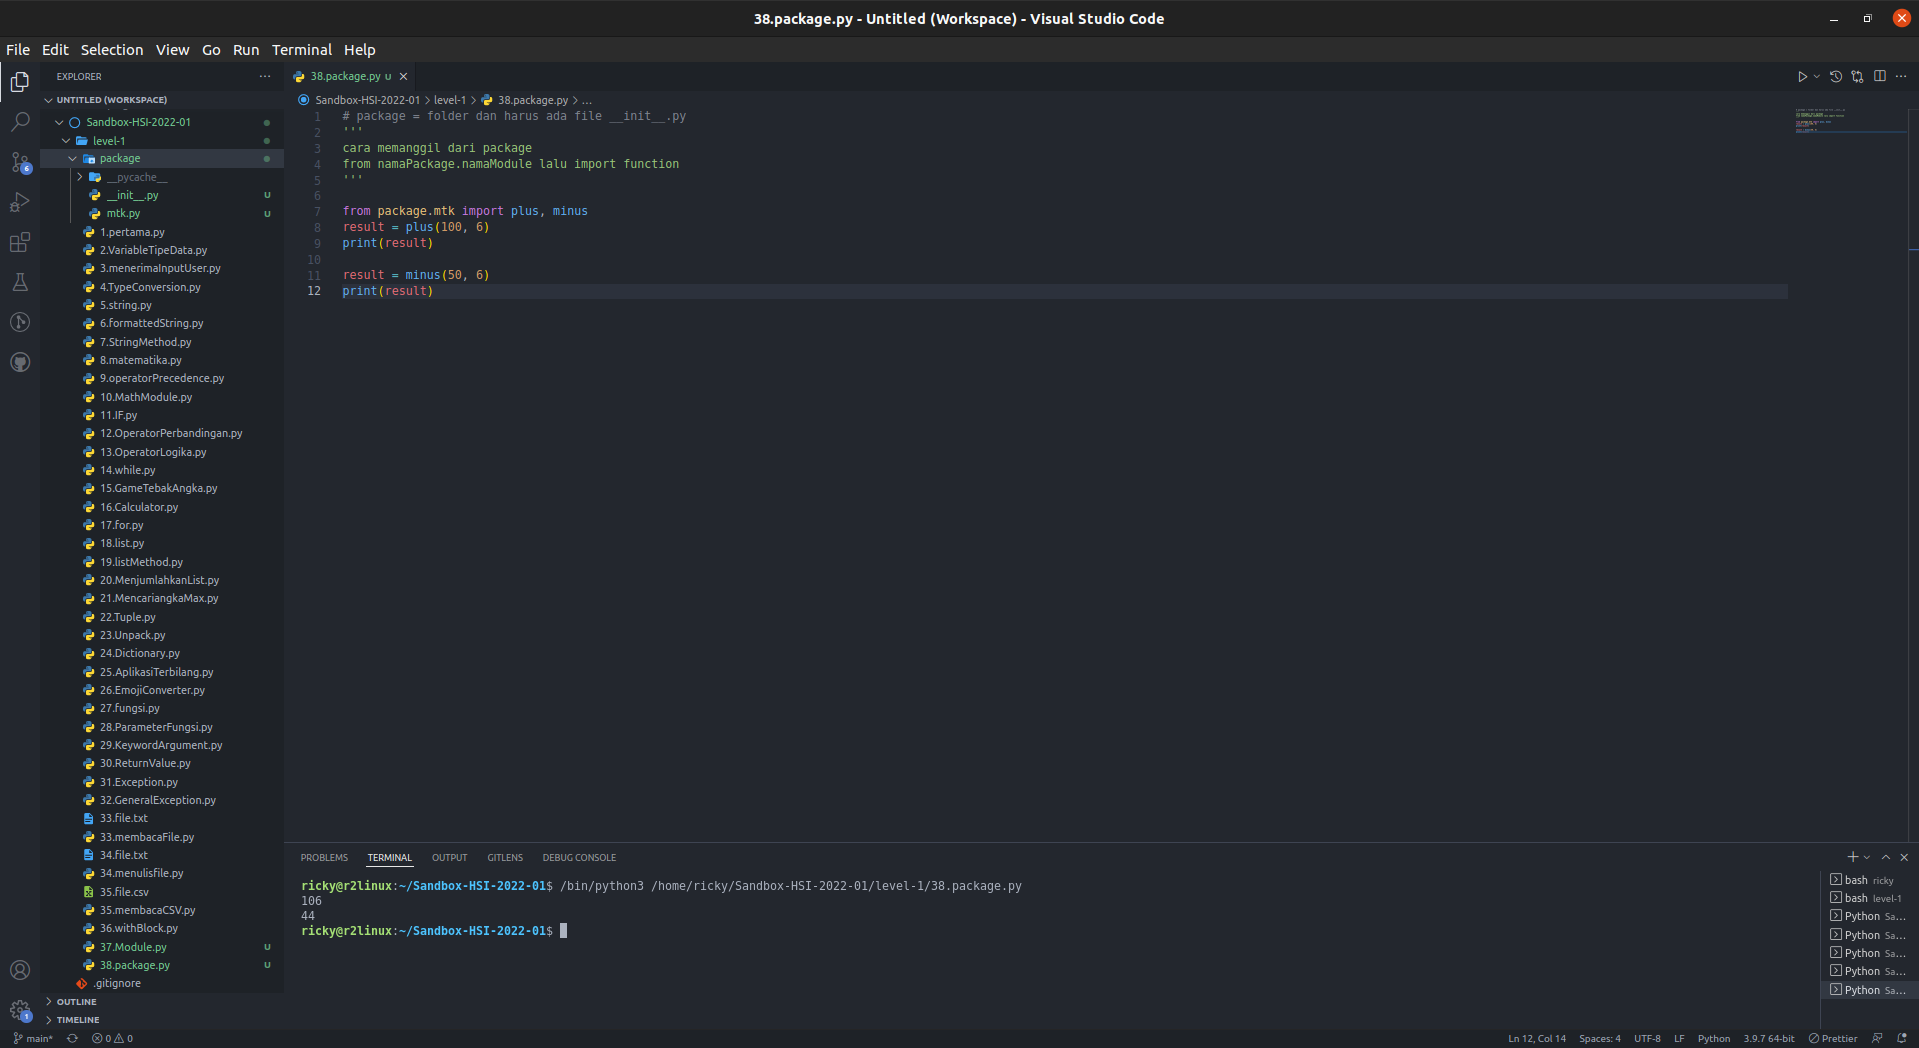 38.package.py - Untitled (Workspace) - Visual Studio Code
File Edit Selection View Go Run Terminal Help
EXPLORER
UNTITLED (WORKSPACE)
Sandbox-HSI-2022-01
level-1
package
__pycache__
__init__.py U
mtk.py U
1.pertama.py
2.VariableTipeData.py
3.menerimaInputUser.py
4.TypeConversion.py
5.string.py
6.formattedString.py
7.StringMethod.py
8.matematika.py
9.operatorPrecedence.py
10.MathModule.py
11.IF.py
12.OperatorPerbandingan.py
13.OperatorLogika.py
14.while.py
15.GameTebakAngka.py
16.Calculator.py
17.for.py
18.list.py
19.listMethod.py
20.MenjumlahkanList.py
21.MencariangkaMax.py
22.Tuple.py
23.Unpack.py
24.Dictionary.py
25.AplikasiTerbilang.py
26.EmojiConverter.py
27.fungsi.py
28.ParameterFungsi.py
29.KeywordArgument.py
30.ReturnValue.py
31.Exception.py
32.GeneralException.py
33.file.txt
33.membacaFile.py
34.file.txt
34.menulisfile.py
35.file.csv
35.membacaCSV.py
36.withBlock.py
37.Module.py U
38.package.py U
.gitignore
OUTLINE
TIMELINE
38.package.py U
Sandbox-HSI-2022-01 > level-1 > 38.package.py > ...
1 # package = folder dan harus ada file __init__.py
2 '''
3 cara memanggil dari package
4 from namaPackage.namaModule lalu import function
5 '''
6
7 from package.mtk import plus, minus
8 result = plus(100, 6)
9 print(result)
10
11 result = minus(50, 6)
12 print(result)
PROBLEMS TERMINAL OUTPUT GITLENS DEBUG CONSOLE
ricky@r2linux:~/Sandbox-HSI-2022-01$ /bin/python3 /home/ricky/Sandbox-HSI-2022-01/level-1/38.package.py
106
44
ricky@r2linux:~/Sandbox-HSI-2022-01$
bash ricky
bash level-1
Python Sa...
Python Sa...
Python Sa...
Python Sa...
Python Sa...
6
1
main* 0 0
Ln 12, Col 14 Spaces: 4 UTF-8 LF Python 3.9.7 64-bit Prettier